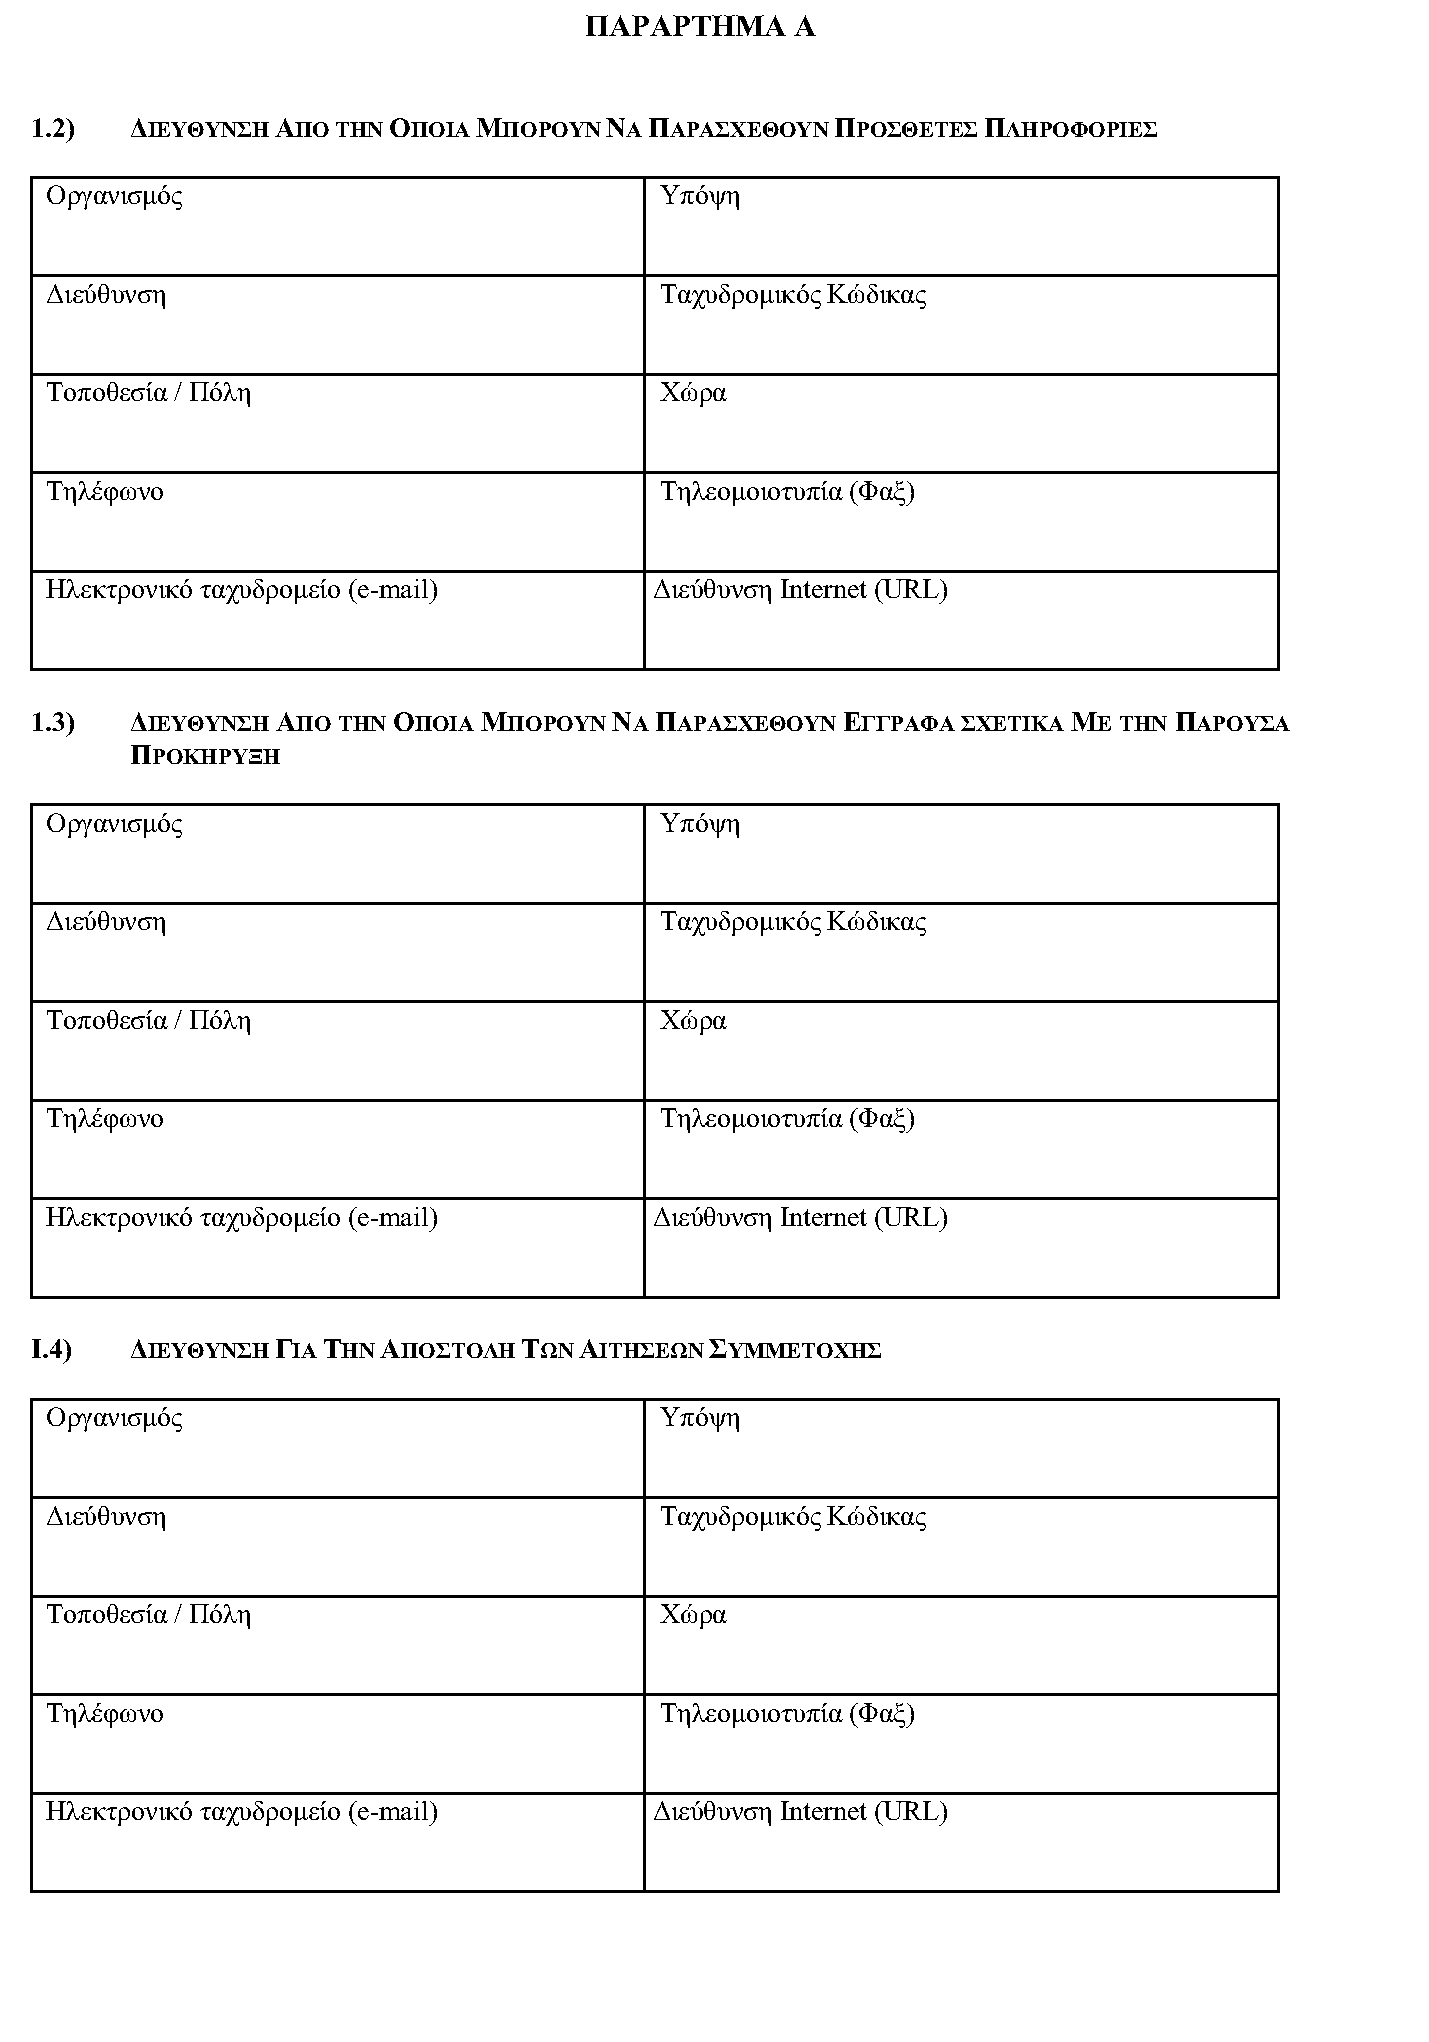 ΠΑΡΑΡΤΗΜΑ Α
1.2) ΔΙΕΥΘΥΝΣΗ ΑΠΟ ΤΗΝ ΟΠΟΙΑ ΜΠΟΡΟΥΝ ΝΑ ΠΑΡΑΣΧΕΘΟΥΝ ΠΡΟΣΘΕΤΕΣ ΠΛΗΡΟΦΟΡΙΕΣ
Οργανισμός Υπόψη
Διεύθυνση Ταχυδρομικός Κώδικας
Τοποθεσία / Πόλη Χώρα
Τηλέφωνο Τηλεομοιοτυπία (Φαξ)
Ηλεκτρονικό ταχυδρομείο (e-mail) Διεύθυνση Internet (URL)
1.3) ΔΙΕΥΘΥΝΣΗ ΑΠΟ ΤΗΝ ΟΠΟΙΑ ΜΠΟΡΟΥΝ ΝΑ ΠΑΡΑΣΧΕΘΟΥΝ ΕΓΓΡΑΦΑ ΣΧΕΤΙΚΑ ΜΕ ΤΗΝ ΠΑΡΟΥΣΑ
ΠΡΟΚΗΡΥΞΗ
Οργανισμός Υπόψη
Διεύθυνση Ταχυδρομικός Κώδικας
Τοποθεσία / Πόλη Χώρα
Τηλέφωνο Τηλεομοιοτυπία (Φαξ)
Ηλεκτρονικό ταχυδρομείο (e-mail) Διεύθυνση Internet (URL)
I.4) ΔΙΕΥΘΥΝΣΗ ΓΙΑ ΤΗΝ ΑΠΟΣΤΟΛΗ ΤΩΝ ΑΙΤΗΣΕΩΝ ΣΥΜΜΕΤΟΧΗΣ
Οργανισμός Υπόψη
Διεύθυνση Ταχυδρομικός Κώδικας
Τοποθεσία / Πόλη Χώρα
Τηλέφωνο Τηλεομοιοτυπία (Φαξ)
Ηλεκτρονικό ταχυδρομείο (e-mail) Διεύθυνση Internet (URL)